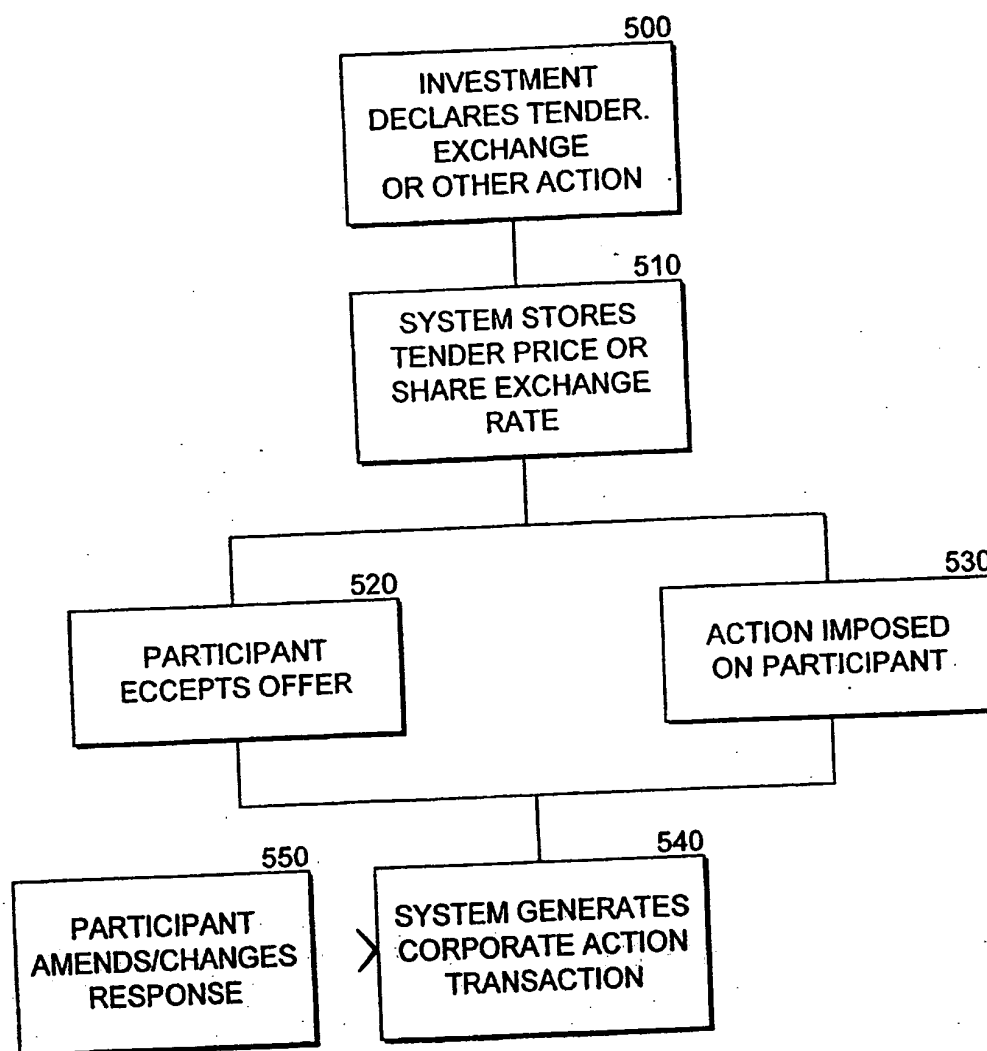 500
INVESTMENT
DECLARES TENDER.
EXCHANGE
OR OTHER ACTION
510
SYSTEM STORES
TENDER PRICE OR
SHARE EXCHANGE
RATE
520
PARTICIPANT
ECCEPTS OFFER
530
ACTION IMPOSED
ON PARTICIPANT
550
PARTICIPANT
AMENDS/CHANGES
RESPONSE
540
SYSTEM GENERATES
CORPORATE ACTION
TRANSACTION